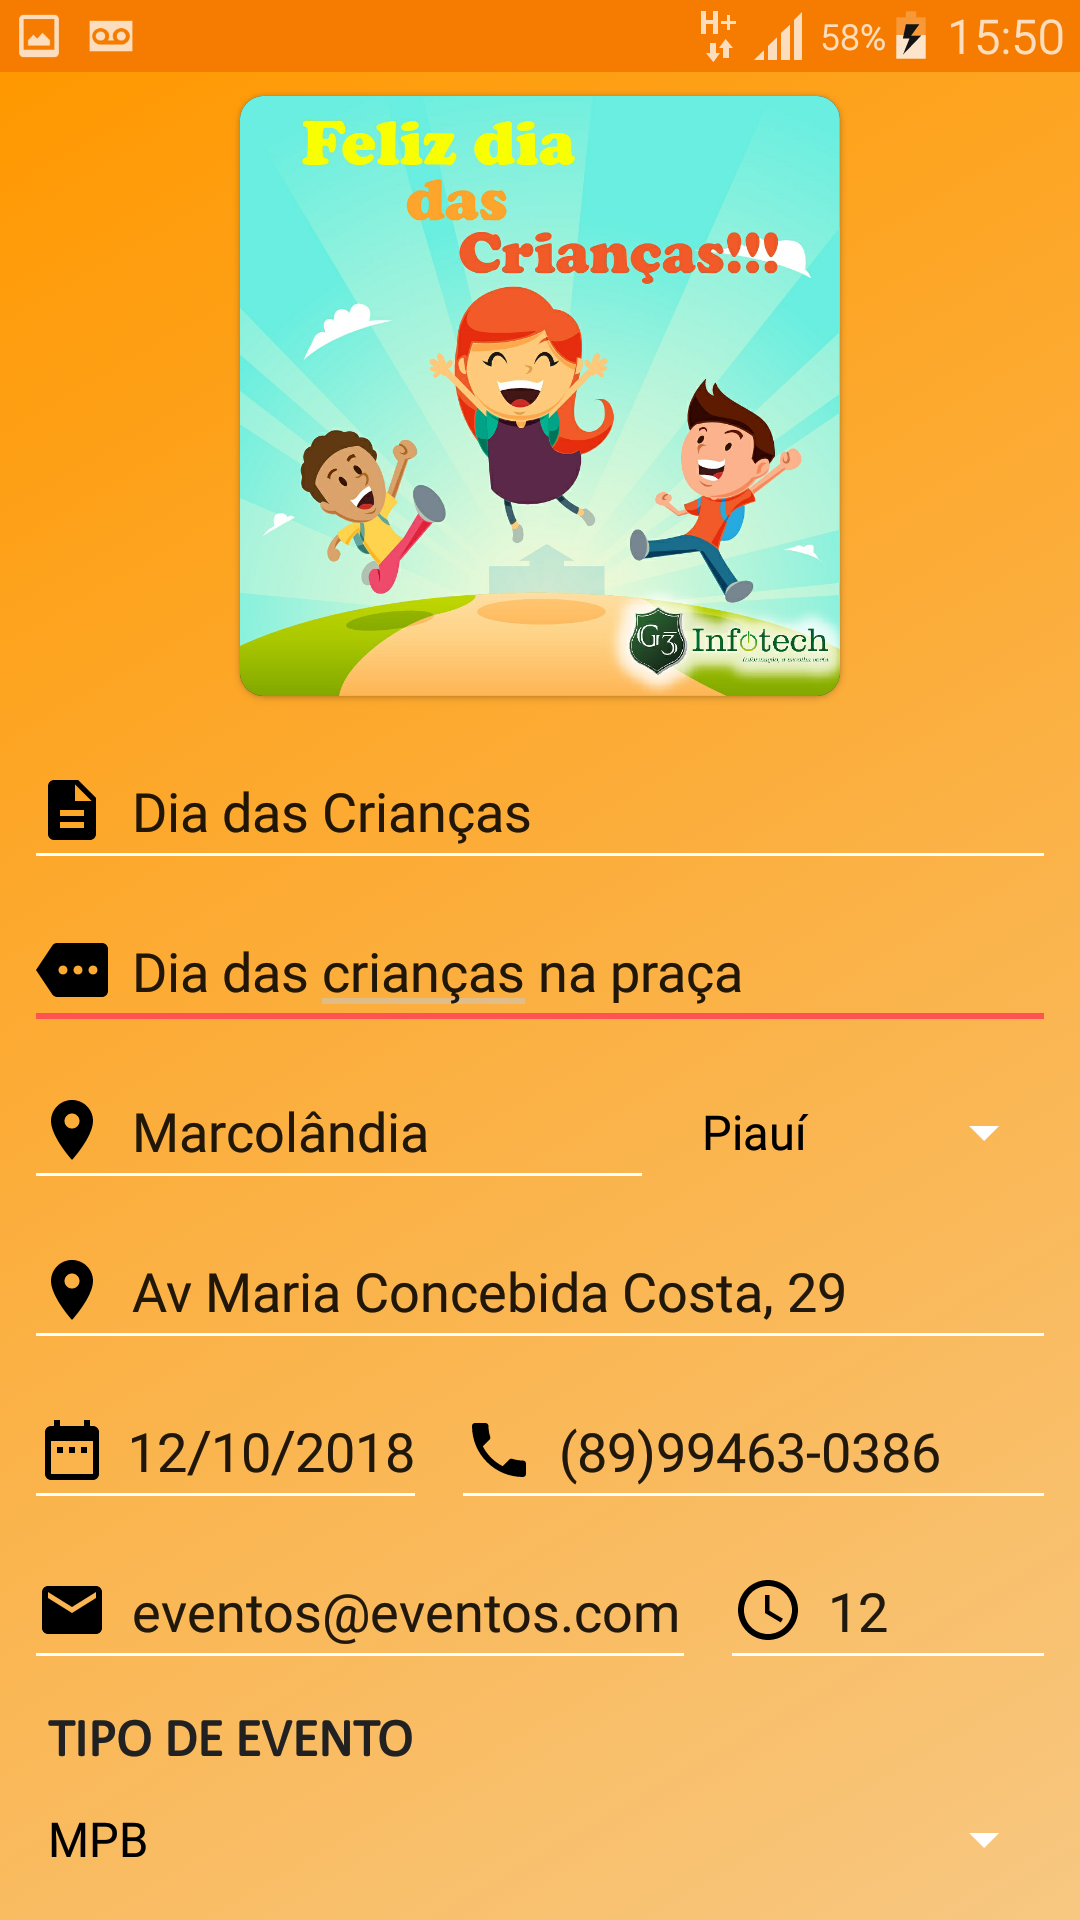 H+ 58% 15:50
Feliz dia
das
Crianças!!!
G3 Infotech
Dia das Crianças
Dia das crianças na praça
Marcolândia Piauí
Av Maria Concebida Costa, 29
12/10/2018 (89)99463-0386
eventos@eventos.com 12
TIPO DE EVENTO
MPB